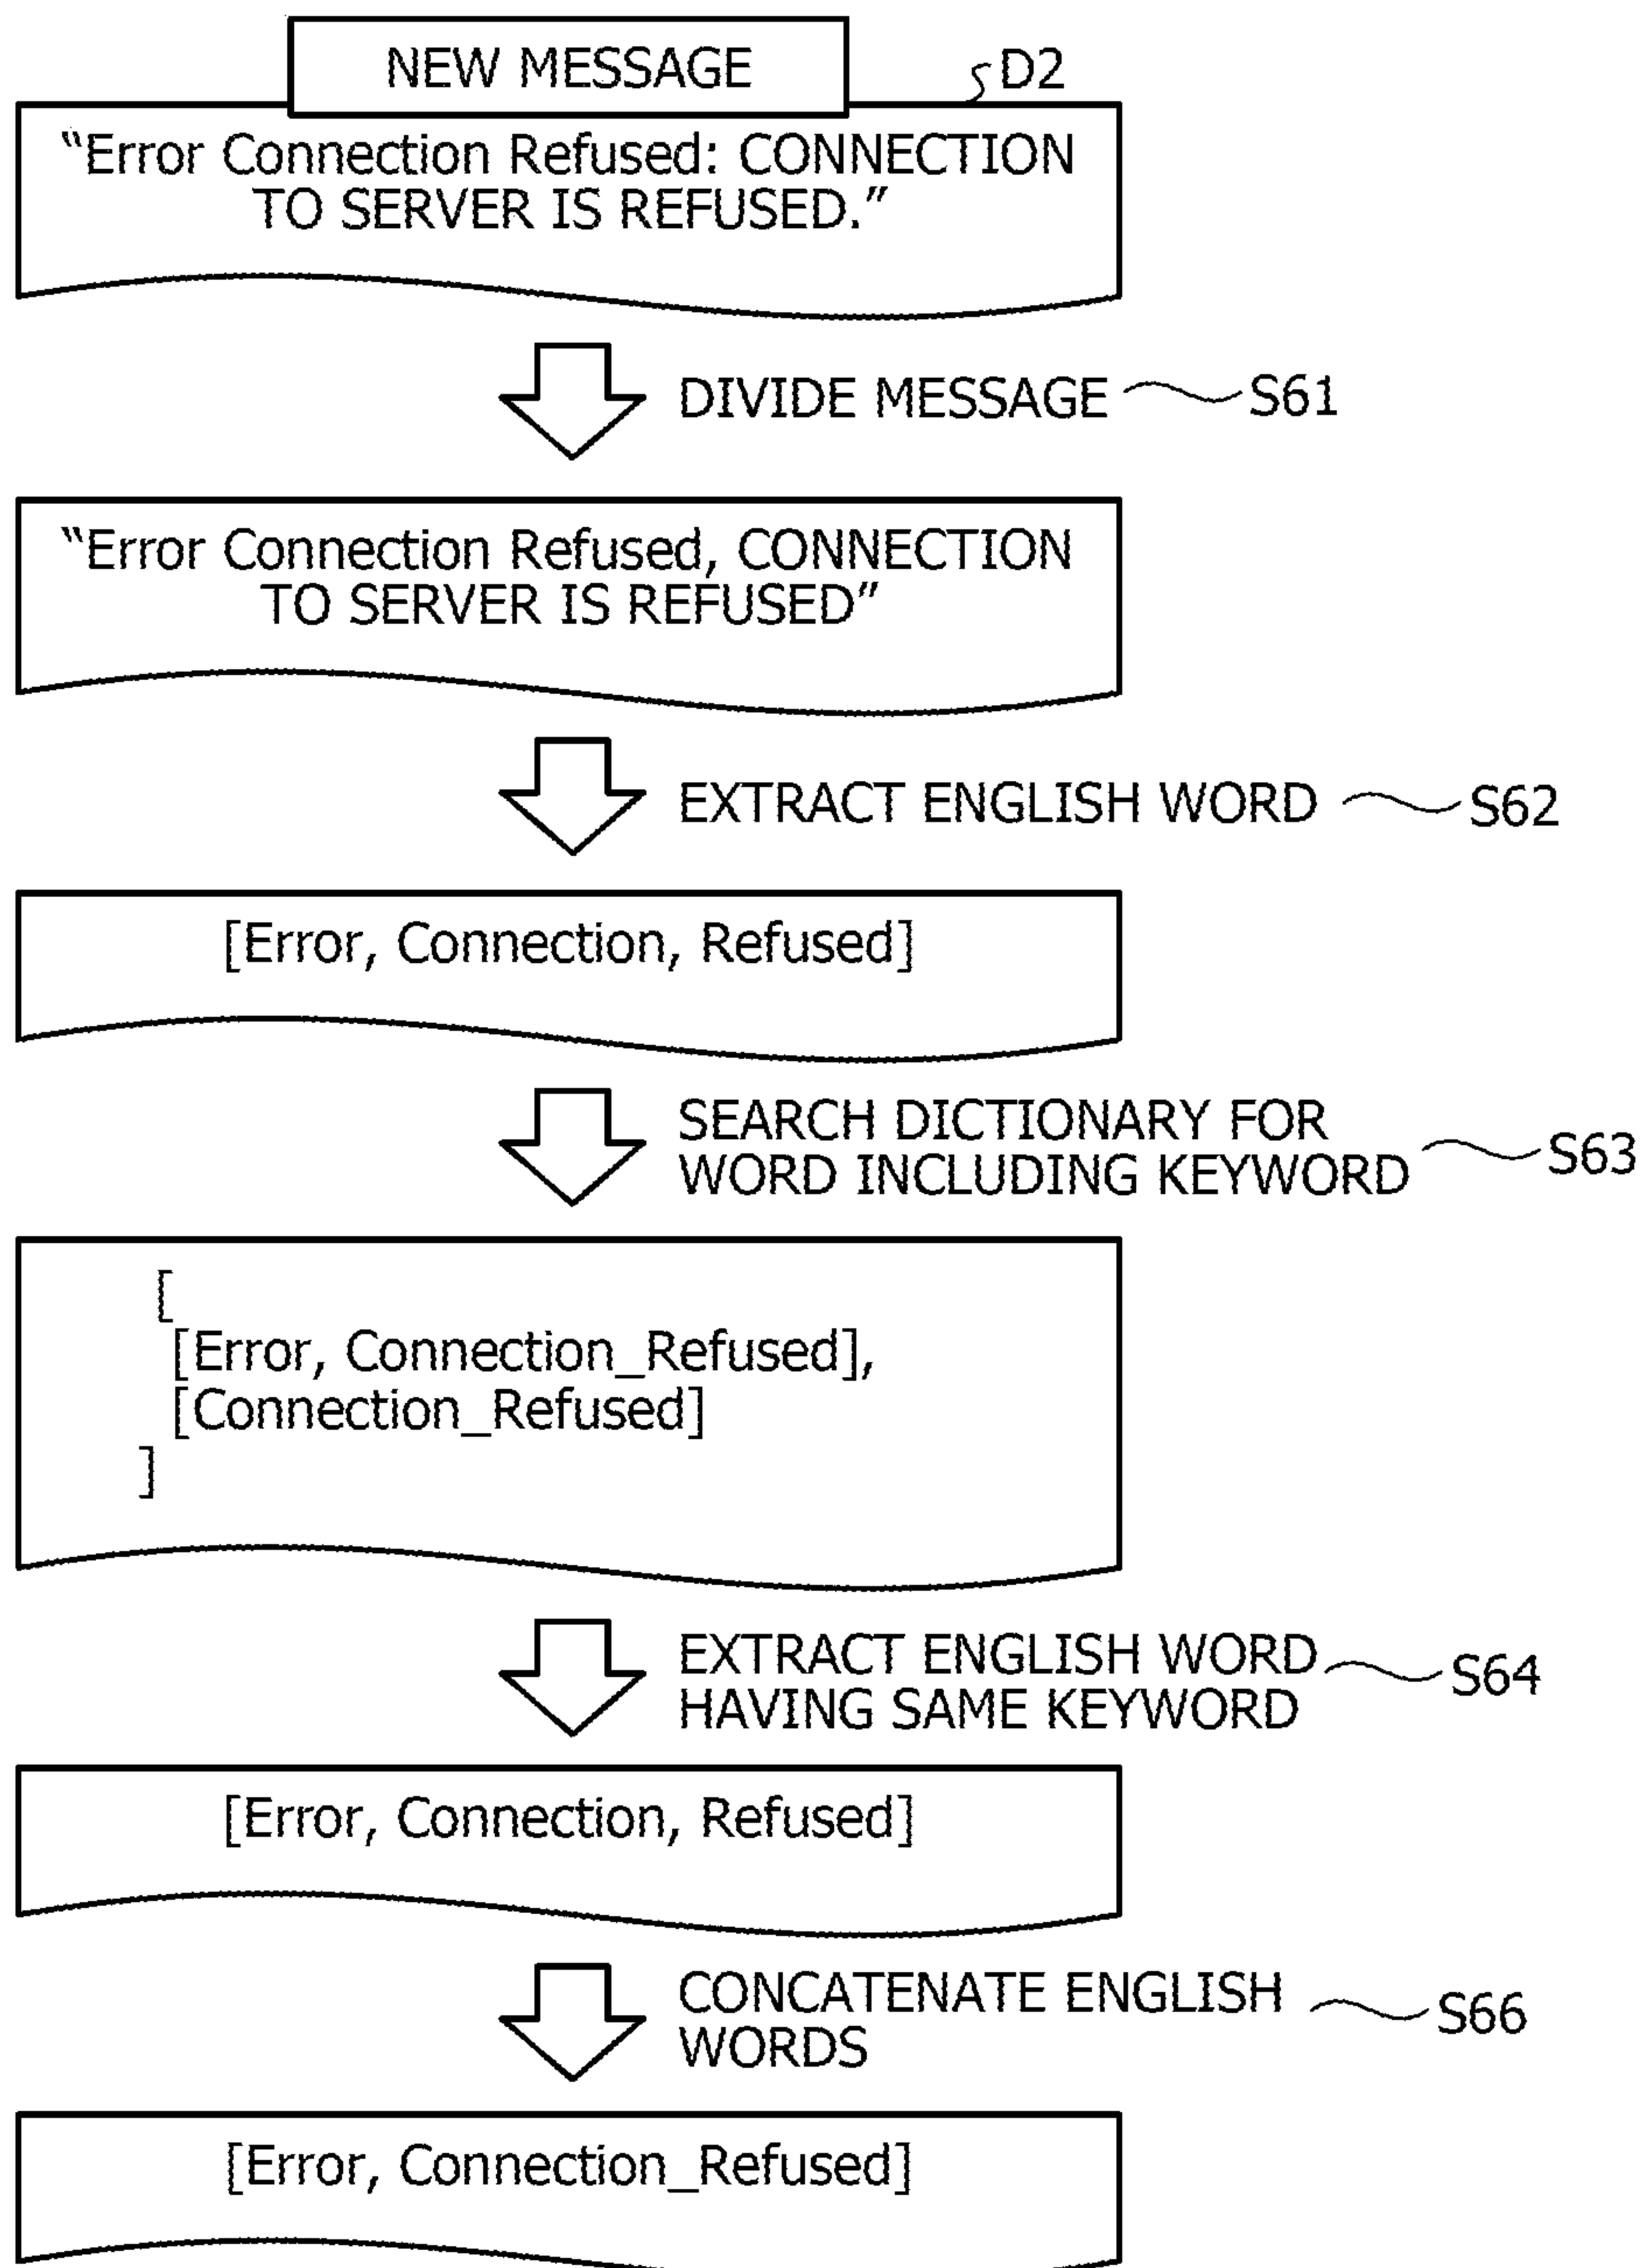 NEW MESSAGE
D2
“Error Connection Refused: CONNECTION
TO SERVER IS REFUSED.”
DIVIDE MESSAGE
S61
“Error Connection Refused, CONNECTION
TO SERVER IS REFUSED”
EXTRACT ENGLISH WORD
S62
[Error, Connection, Refused]
SEARCH DICTIONARY FOR
WORD INCLUDING KEYWORD
S63
[
[Error, Connection_Refused],
[Connection_Refused]
]
EXTRACT ENGLISH WORD
HAVING SAME KEYWORD
S64
[Error, Connection, Refused]
CONCATENATE ENGLISH
WORDS
S66
[Error, Connection_Refused]